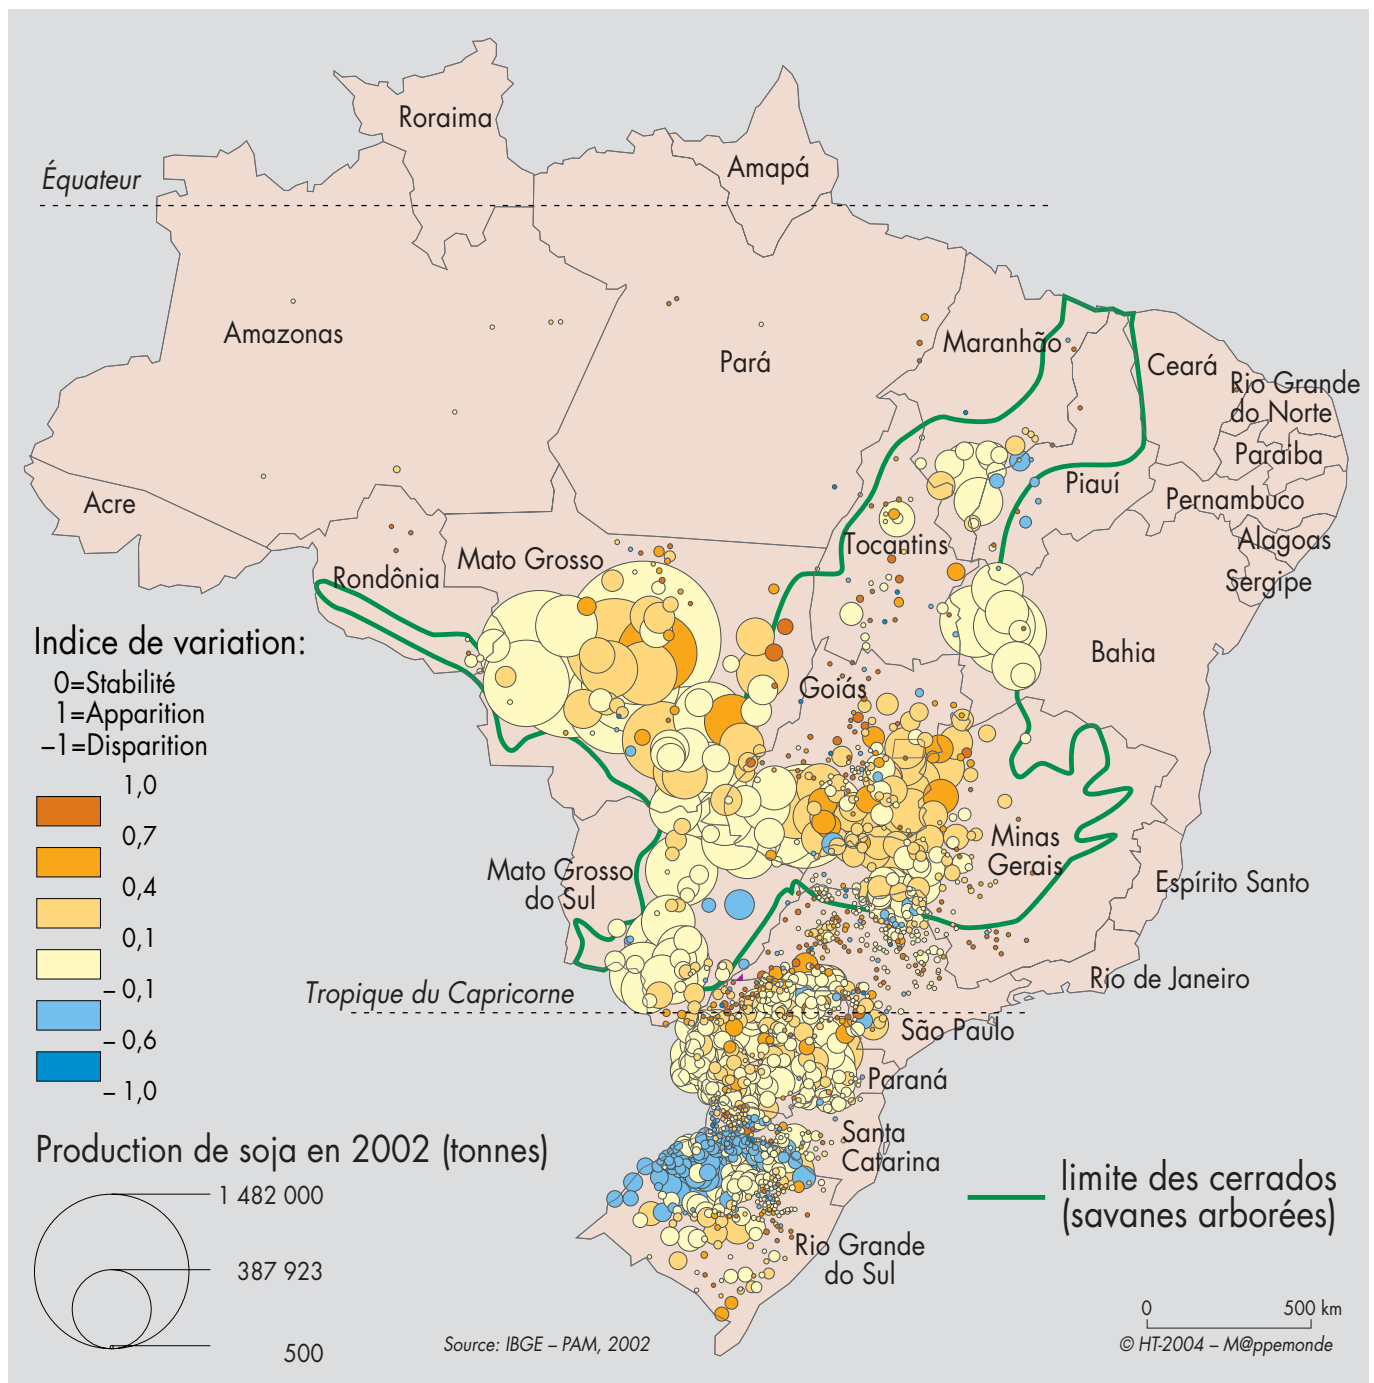 Roraima
Amapá
Équateur
Amazonas
Pará
Maranhão
Ceará
Rio Grande
do Norte
Paraiba
Piauí
Pernambuco
Acre
Alagoas
Tocantins
Mato Grosso
Rondônia
Sergipe
Bahia
Goiás
Indice de variation:
0=Stabilité
1=Apparition
–1=Disparition
1,0
0,7
0,4
0,1
– 0,1
– 0,6
– 1,0
Minas
Gerais
Mato Grosso
do Sul
Espírito Santo
Rio de Janeiro
Tropique du Capricorne
São Paulo
Paraná
Santa
Catarina
Rio Grande
do Sul
Production de soja en 2002 (tonnes)
1 482 000
387 923
500
limite des cerrados
(savanes arborées)
0 500 km
Source: IBGE – PAM, 2002
© HT-2004 – M@ppemonde